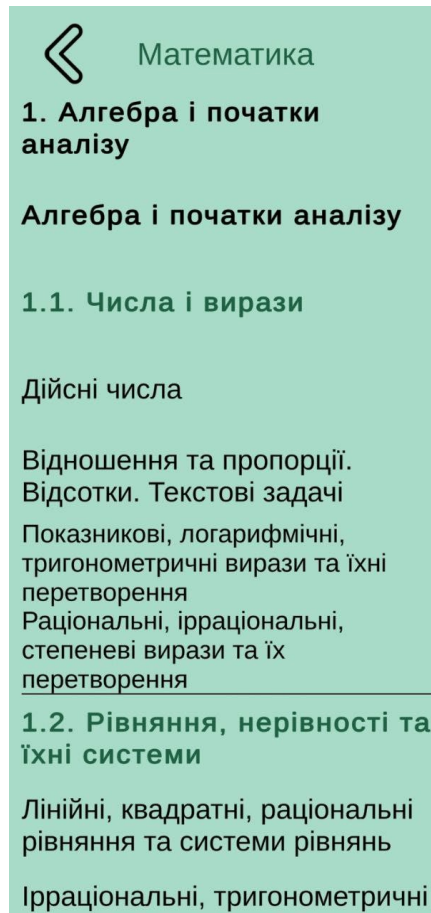 Математика
1. Алгебра і початки
аналізу
Алгебра і початки аналізу
1.1. Числа і вирази
Дійсні числа
Відношення та пропорції.
Відсотки. Текстові задачі
Показникові, логарифмічні,
тригонометричні вирази та їхні
перетворення
Раціональні, ірраціональні,
степеневі вирази та їх
перетворення
1.2. Рівняння, нерівності та
їхні системи
Лінійні, квадратні, раціональні
рівняння та системи рівнянь
Ірраціональні, тригонометричні